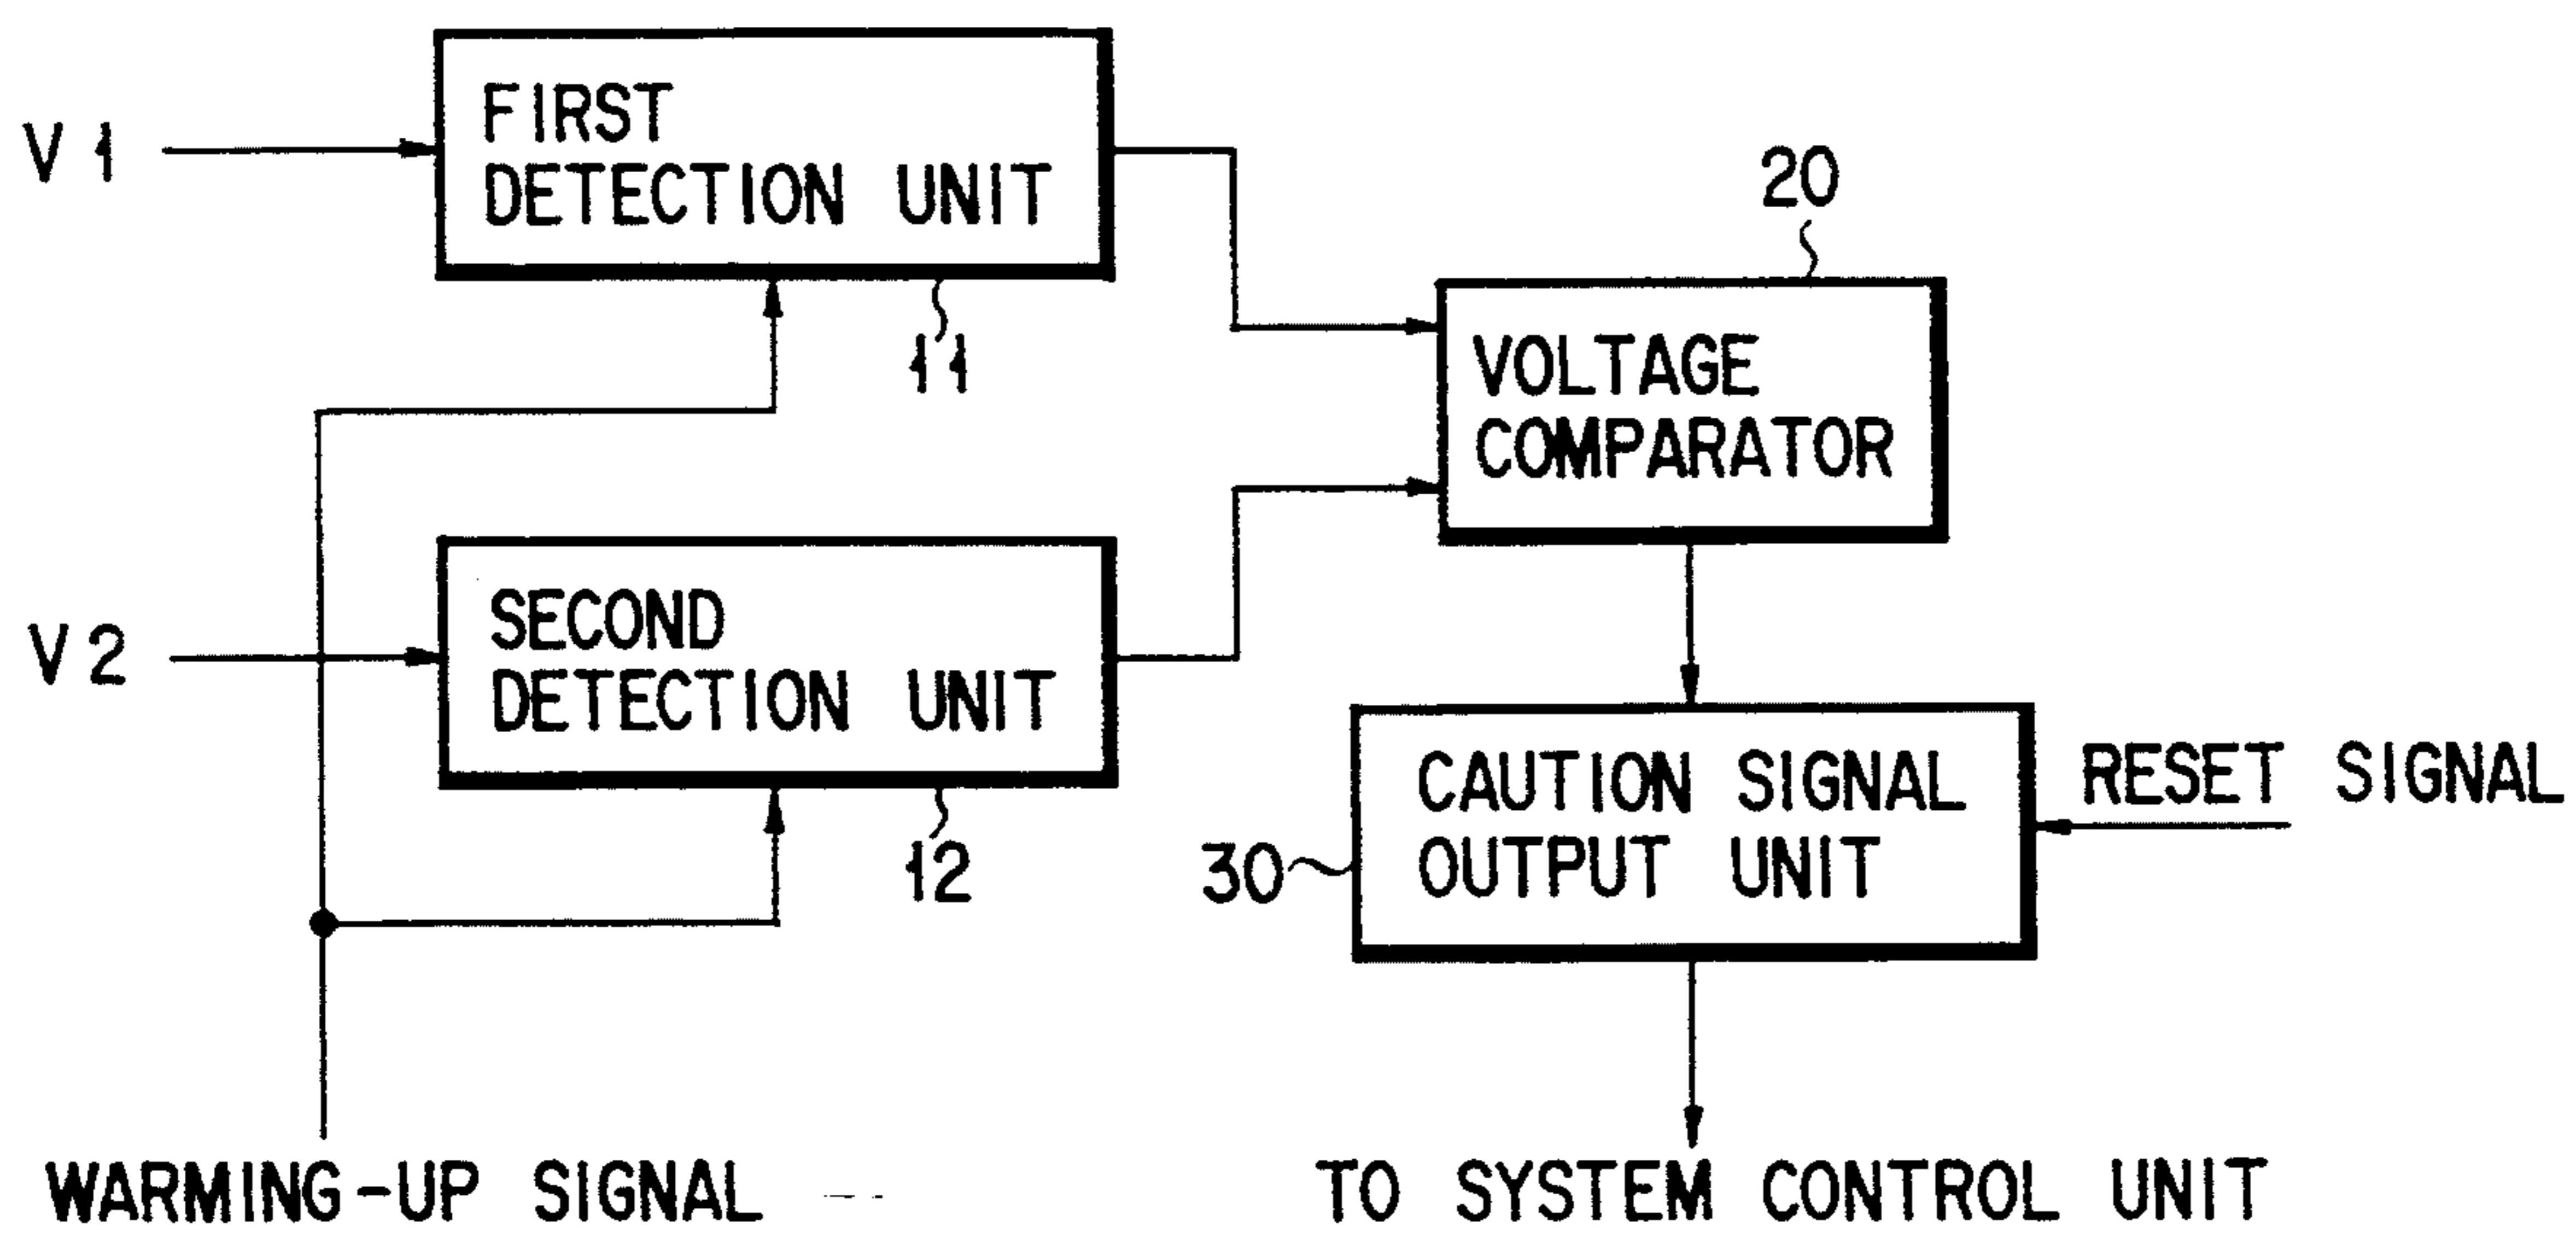 V1
FIRST
DETECTION UNIT
11
20
VOLTAGE
COMPARATOR
V2
SECOND
DETECTION UNIT
12
CAUTION SIGNAL
OUTPUT UNIT
30
RESET SIGNAL
WARMING-UP SIGNAL
TO SYSTEM CONTROL UNIT